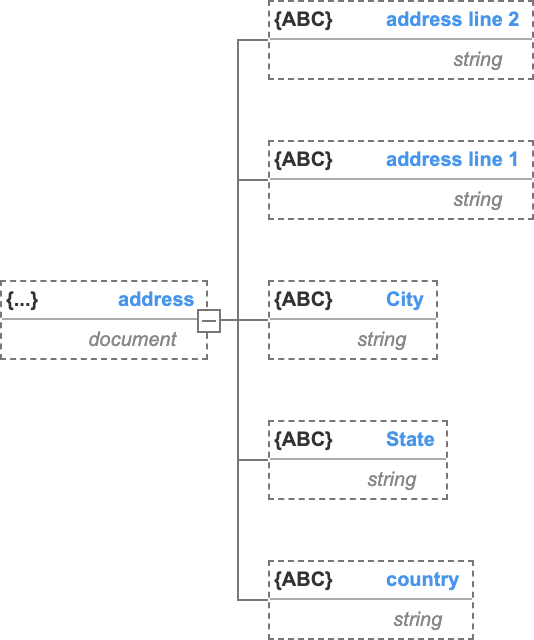 {ABC} address line 2
string
{ABC} address line 1
string
{...} address
document
{ABC} City
string
{ABC} State
string
{ABC} country
string